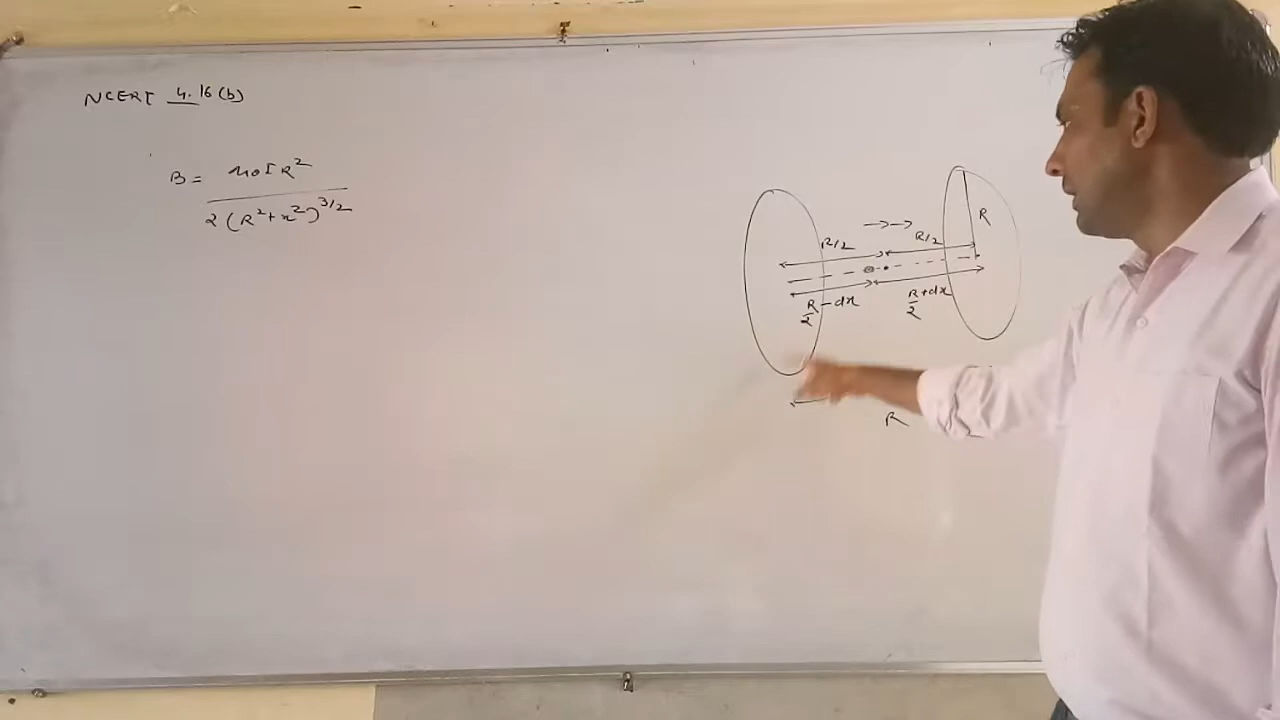 NCERT 4.16(b)
B = μ0IR²
2(R²+x²)^3/2
R
R/2
R/2
R/2 - dx
R/2 + dx
R